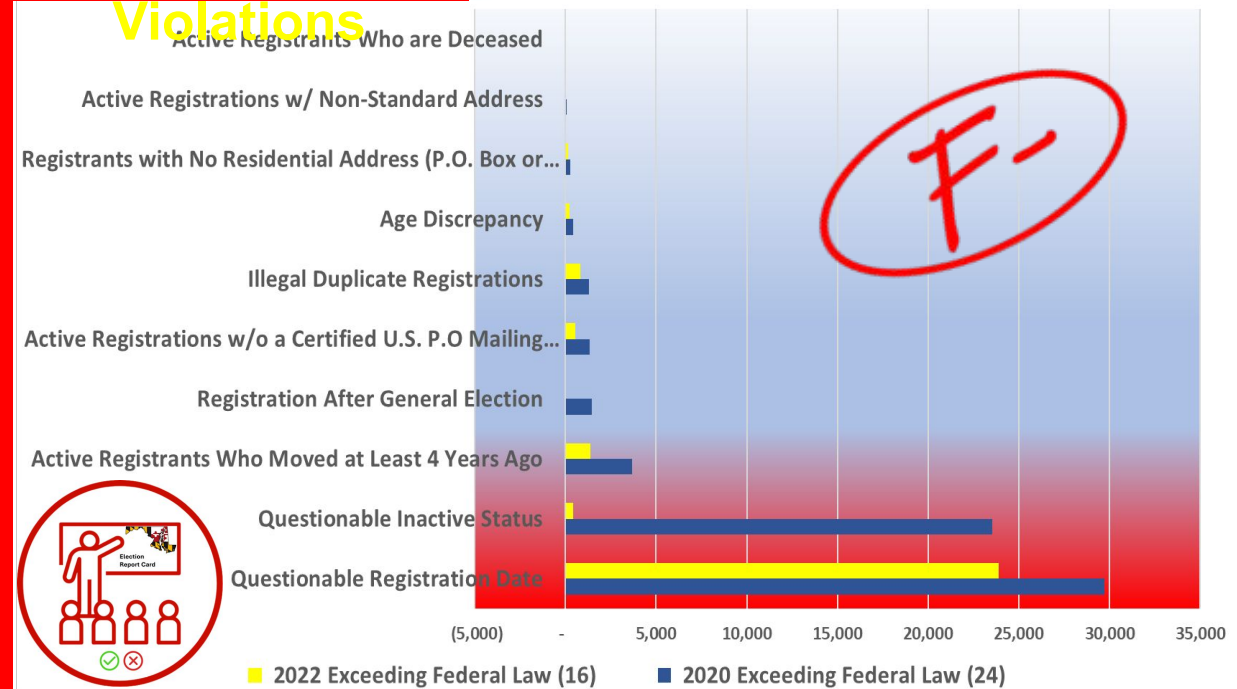 Violations
Active Registrants Who are Deceased
Active Registrations w/ Non-Standard Address
Registrants with No Residential Address (P.O. Box or...
Age Discrepancy
Illegal Duplicate Registrations
Active Registrations w/o a Certified U.S. P.O Mailing...
Registration After General Election
Active Registrants Who Moved at Least 4 Years Ago
Questionable Inactive Status
Questionable Registration Date
F-
Election
Report Card
(5,000) - 5,000 10,000 15,000 20,000 25,000 30,000 35,000
2022 Exceeding Federal Law (16) 2020 Exceeding Federal Law (24)